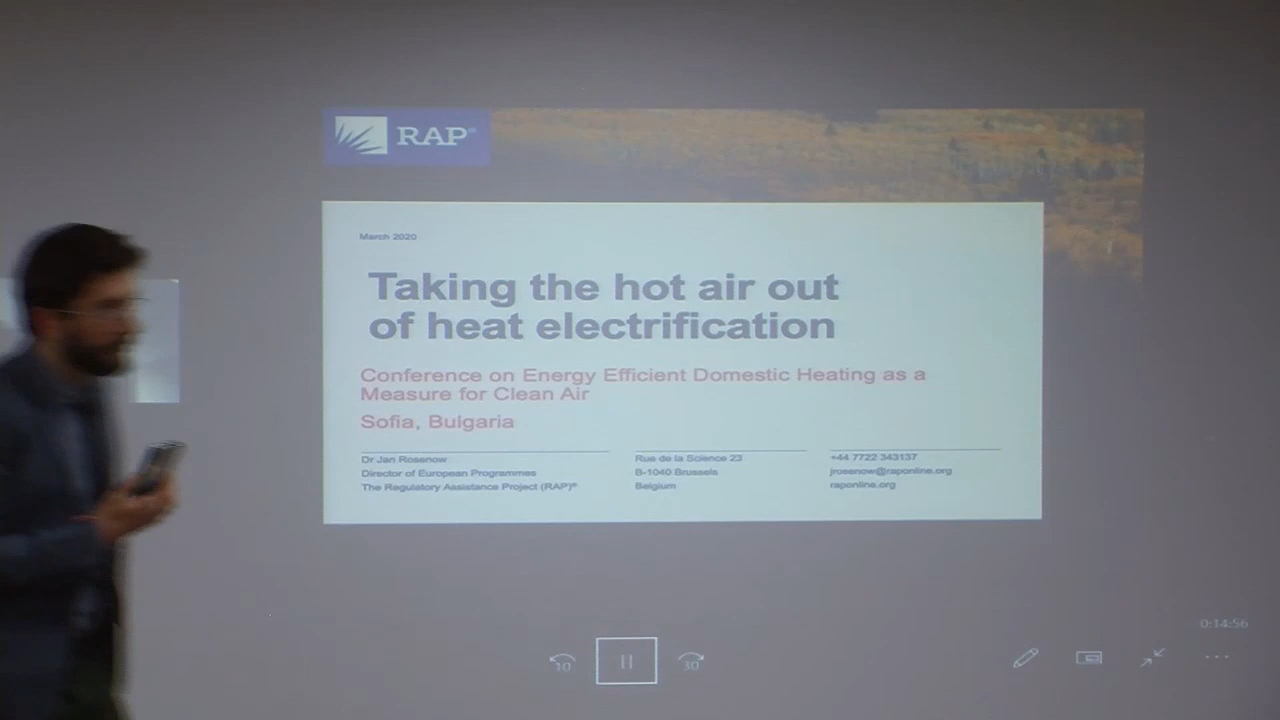 RAP®
March 2020
Taking the hot air out
of heat electrification
Conference on Energy Efficient Domestic Heating as a
Measure for Clean Air
Sofia, Bulgaria
Dr Jan Rosenow
Director of European Programmes
The Regulatory Assistance Project (RAP)®
Rue de la Science 23
B-1040 Brussels
Belgium
+44 7722 343137
jrosenow@raponline.org
raponline.org
0:14:56
10
30